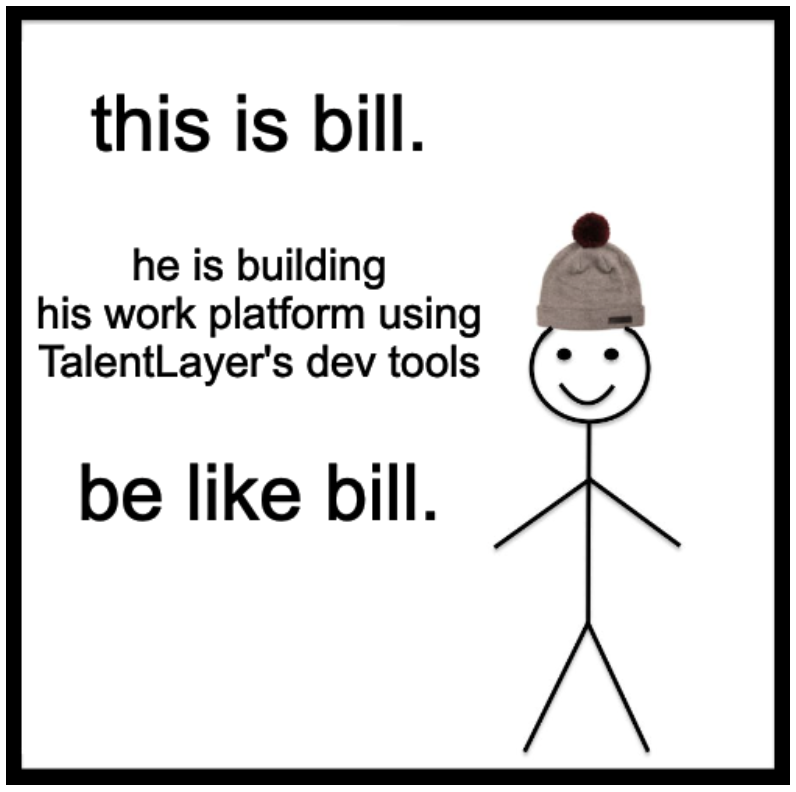 this is bill.
he is building
his work platform using
TalentLayer's dev tools
be like bill.